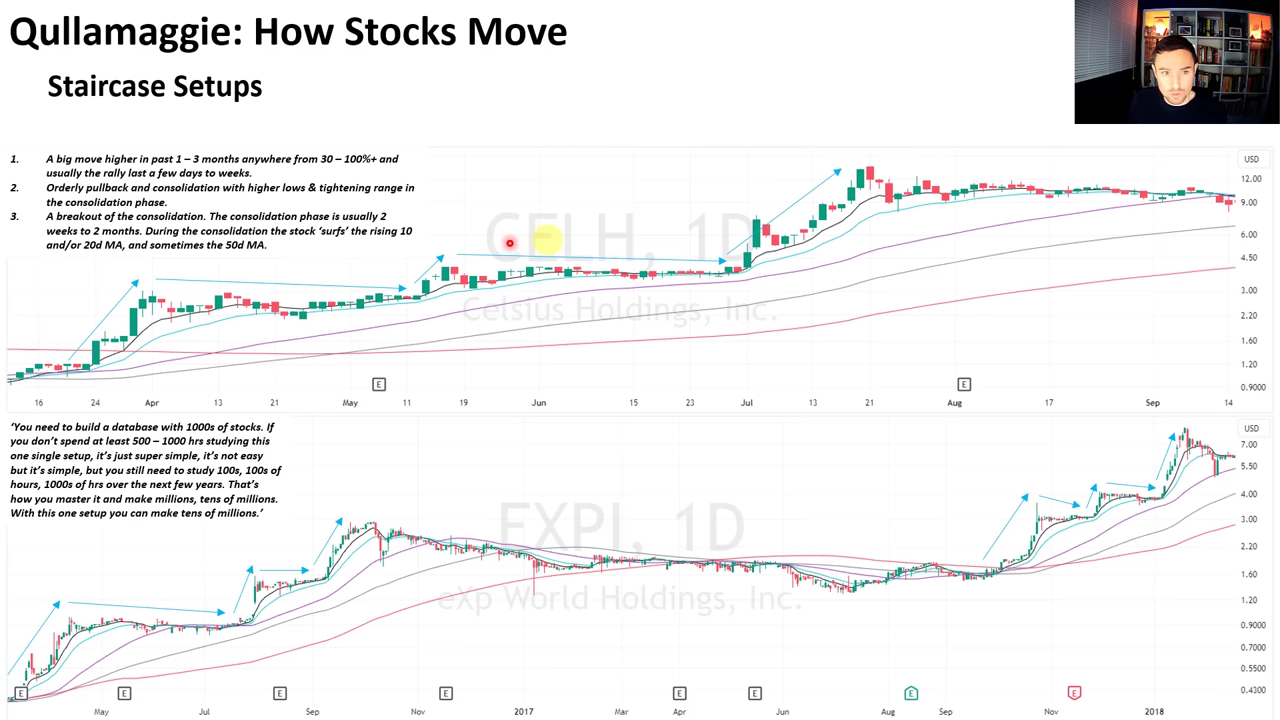 Qullamaggie: How Stocks Move
Staircase Setups
1. A big move higher in past 1 – 3 months anywhere from 30 – 100%+ and
usually the rally last a few days to weeks.
2. Orderly pullback and consolidation with higher lows & tightening range in
the consolidation phase.
3. A breakout of the consolidation. The consolidation phase is usually 2
weeks to 2 months. During the consolidation the stock ‘surfs’ the rising 10
and/or 20d MA, and sometimes the 50d MA.
CELH, 1D
Celsius Holdings, Inc.
USD
12.00
9.00
6.00
4.50
3.00
2.20
1.60
1.20
0.9000
E E
16 24 Apr 13 21 May 11 19 Jun 15 23 Jul 13 21 Aug 17 Sep 14
‘You need to build a database with 1000s of stocks. If
you don’t spend at least 500 – 1000 hrs studying this
one single setup, it’s just super simple, it’s not easy
but it’s simple, but you still need to study 100s, 100s of
hours, 1000s of hrs over the next few years. That’s
how you master it and make millions, tens of millions.
With this one setup you can make tens of millions.’
EXPI, 1D
eXp World Holdings, Inc.
USD
7.00
5.50
4.00
3.00
2.20
1.60
1.20
0.9000
0.7000
0.5500
0.4300
E E E E E E E E
May Jul Sep Nov 2017 Mar Apr Jun Aug Sep Nov 2018